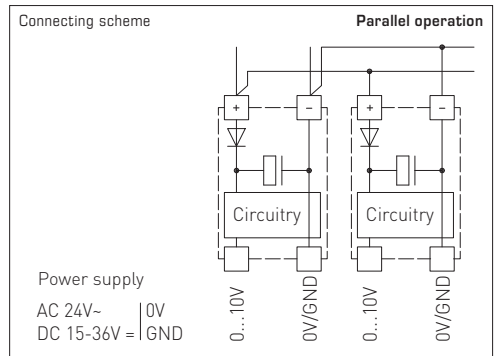 Connecting scheme
Parallel operation
+ − + −
Circuitry Circuitry
Power supply
AC 24V~ | 0V
DC 15-36V = | GND
0...10V
0V/GND
0...10V
0V/GND